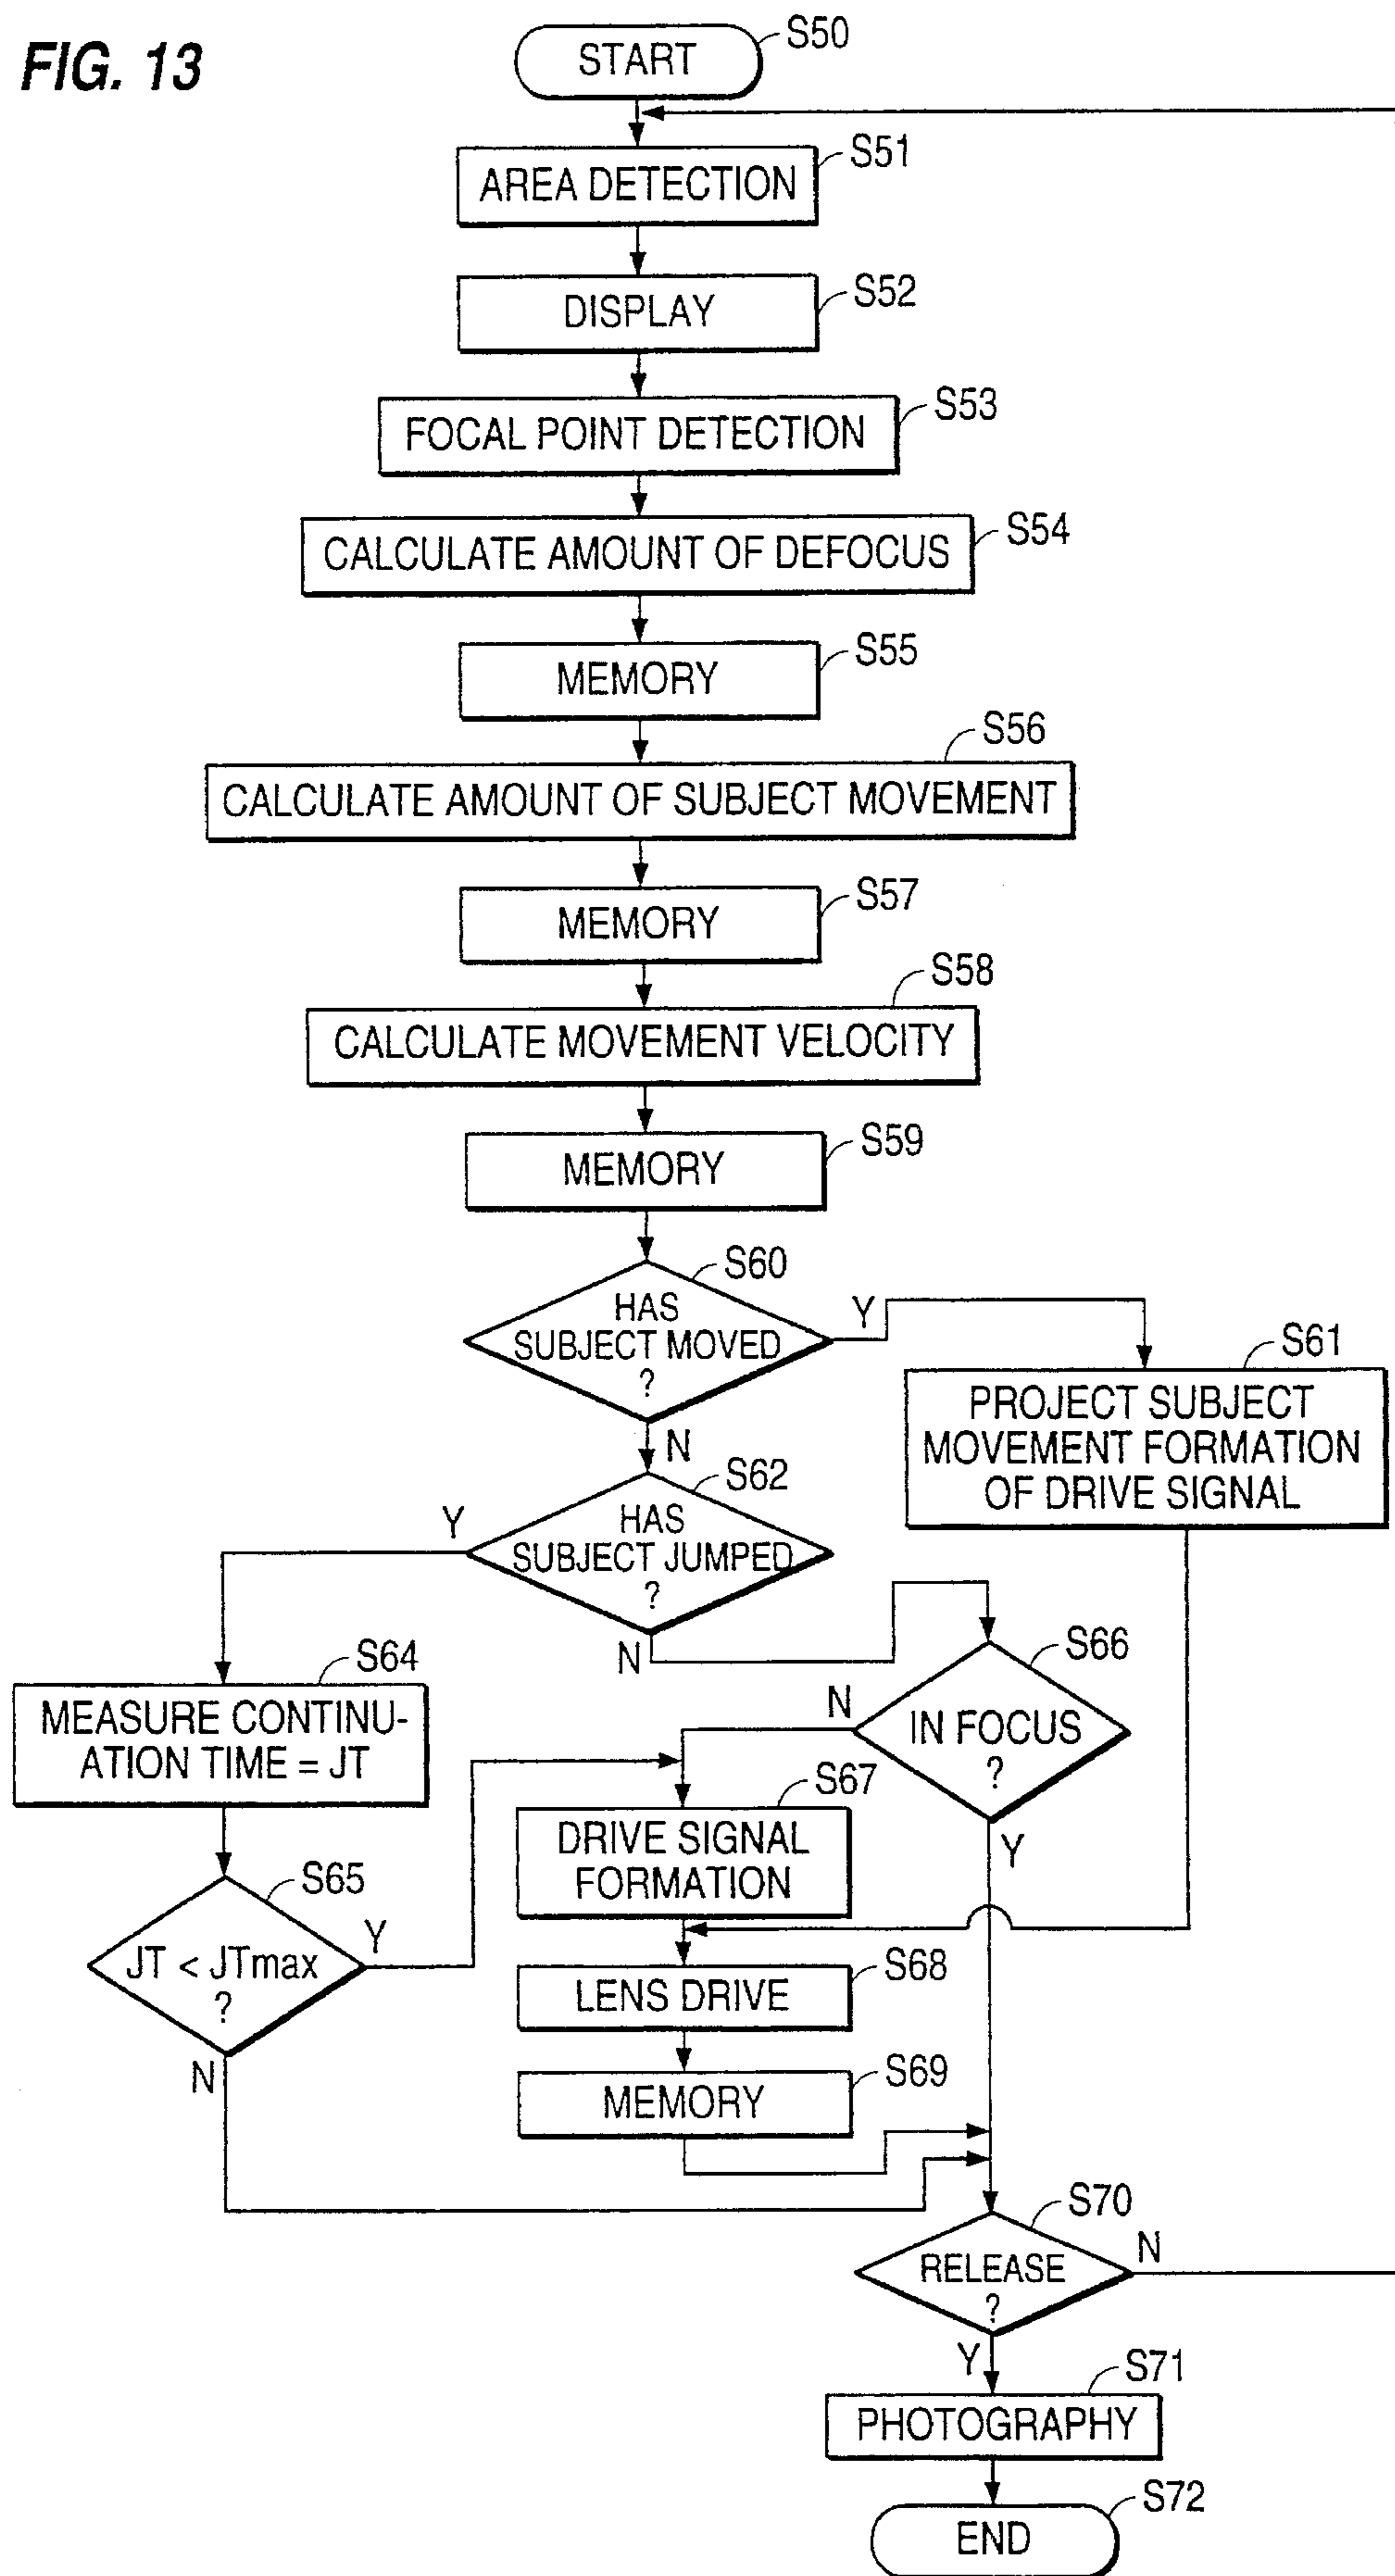 FIG. 13
START
S50
AREA DETECTION
S51
DISPLAY
S52
FOCAL POINT DETECTION
S53
CALCULATE AMOUNT OF DEFOCUS
S54
MEMORY
S55
CALCULATE AMOUNT OF SUBJECT MOVEMENT
S56
MEMORY
S57
CALCULATE MOVEMENT VELOCITY
S58
MEMORY
S59
HAS
SUBJECT MOVED
?
S60
Y
N
PROJECT SUBJECT
MOVEMENT FORMATION
OF DRIVE SIGNAL
S61
HAS
SUBJECT JUMPED
?
S62
Y
N
MEASURE CONTINU-
ATION TIME = JT
S64
IN FOCUS
?
S66
N
Y
DRIVE SIGNAL
FORMATION
S67
JT < JTmax
?
S65
Y
N
LENS DRIVE
S68
MEMORY
S69
RELEASE
?
S70
N
Y
PHOTOGRAPHY
S71
END
S72